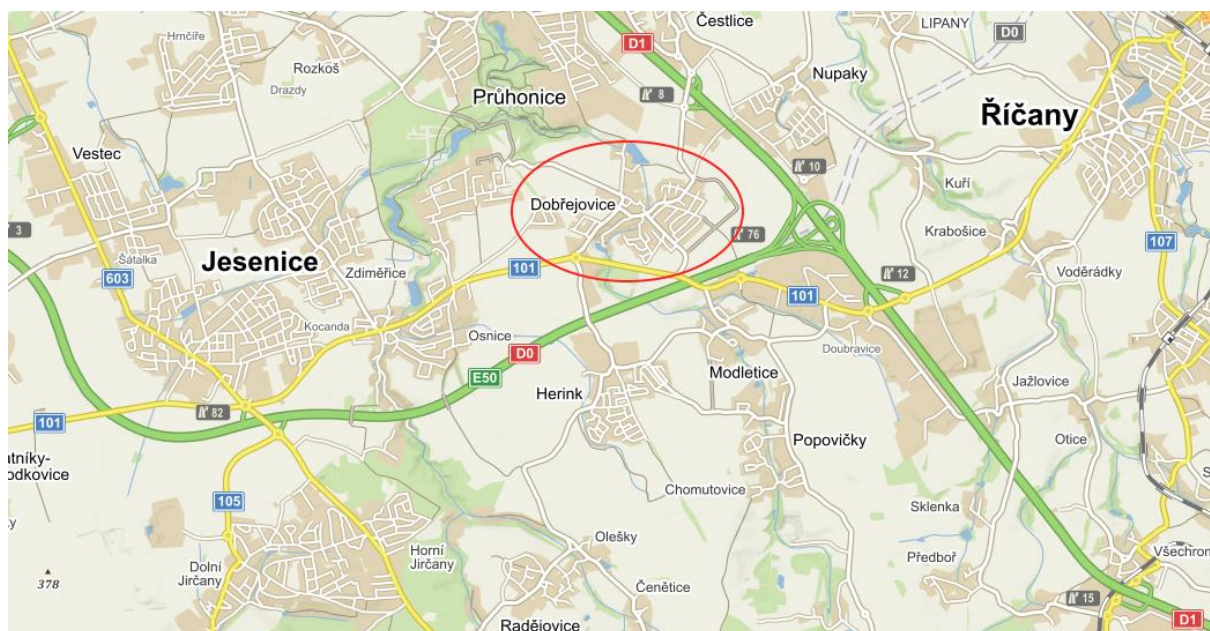 Hrnčíře
Rozkoš
Drazdy
D1
Čestlice
LIPANY
D0
Nupaky
Průhonice
8
Říčany
Vestec
10
Kuří
Dobřejovice
3
76
Krabošice
107
Jesenice
Šátalka
Zdiměřice
101
12
Voděrádky
603
101
Kocanda
Osnice
D0
Doubravice
E50
Modletice
Jažlovice
Herink
82
101
Popovičky
Otice
atníky-
odkovice
Chomutovice
105
Sklenka
Olešky
Horní
Jirčany
Předboř
Všechrom
Dolní
Jirčany
378
Čenětice
15
Radějovice
D1